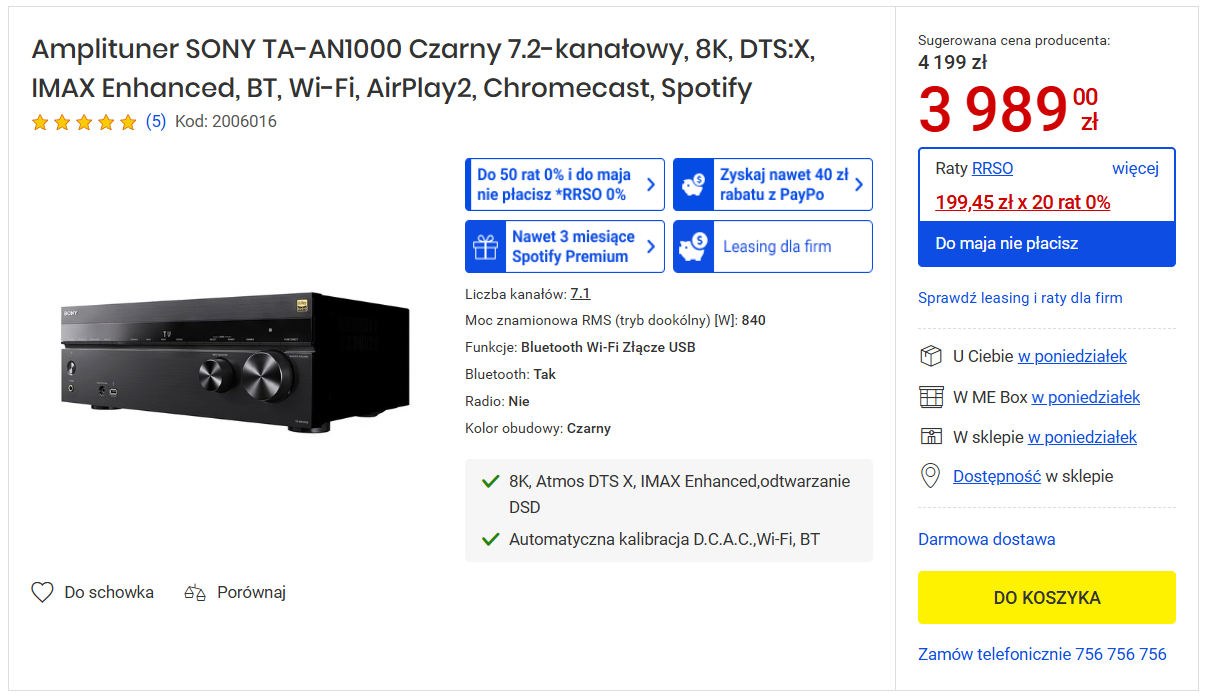 Amplituner SONY TA-AN1000 Czarny 7.2-kanałowy, 8K, DTS:X,
IMAX Enhanced, BT, Wi-Fi, AirPlay2, Chromecast, Spotify
(5) Kod: 2006016
Do 50 rat 0% i do maja
nie płacisz *RRSO 0%
Zyskaj nawet 40 zł
rabatu z PayPo
Nawet 3 miesiące
Spotify Premium
Leasing dla firm
Liczba kanałów: 7.1
Moc znamionowa RMS (tryb dookólny) [W]: 840
Funkcje: Bluetooth Wi-Fi Złącze USB
Bluetooth: Tak
Radio: Nie
Kolor obudowy: Czarny
8K, Atmos DTS X, IMAX Enhanced,odtwarzanie
DSD
Automatyczna kalibracja D.C.A.C.,Wi-Fi, BT
SONY
TV
Do schowka
Porównaj
Sugerowana cena producenta:
4 199 zł
3 989 00 zł
Raty RRSO
więcej
199,45 zł x 20 rat 0%
Do maja nie płacisz
Sprawdź leasing i raty dla firm
U Ciebie w poniedziałek
W ME Box w poniedziałek
W sklepie w poniedziałek
Dostępność w sklepie
Darmowa dostawa
DO KOSZYKA
Zamów telefonicznie 756 756 756